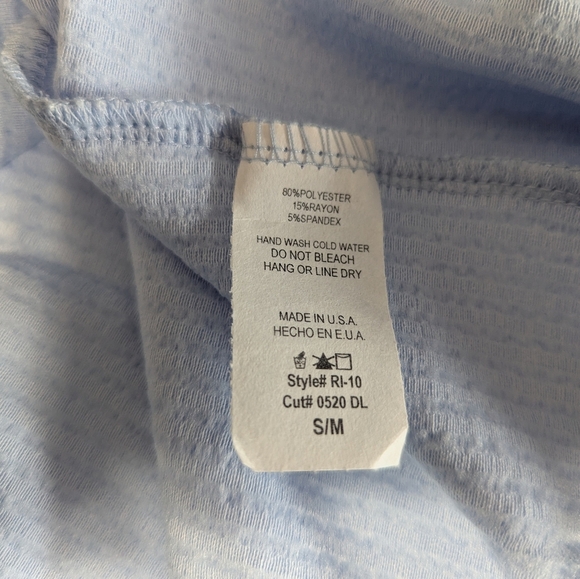 80%POLYESTER
15%RAYON
5%SPANDEX
HAND WASH COLD WATER
DO NOT BLEACH
HANG OR LINE DRY
MADE IN U.S.A.
HECHO EN E.U.A.
Style# RI-10
Cut# 0520 DL
S/M